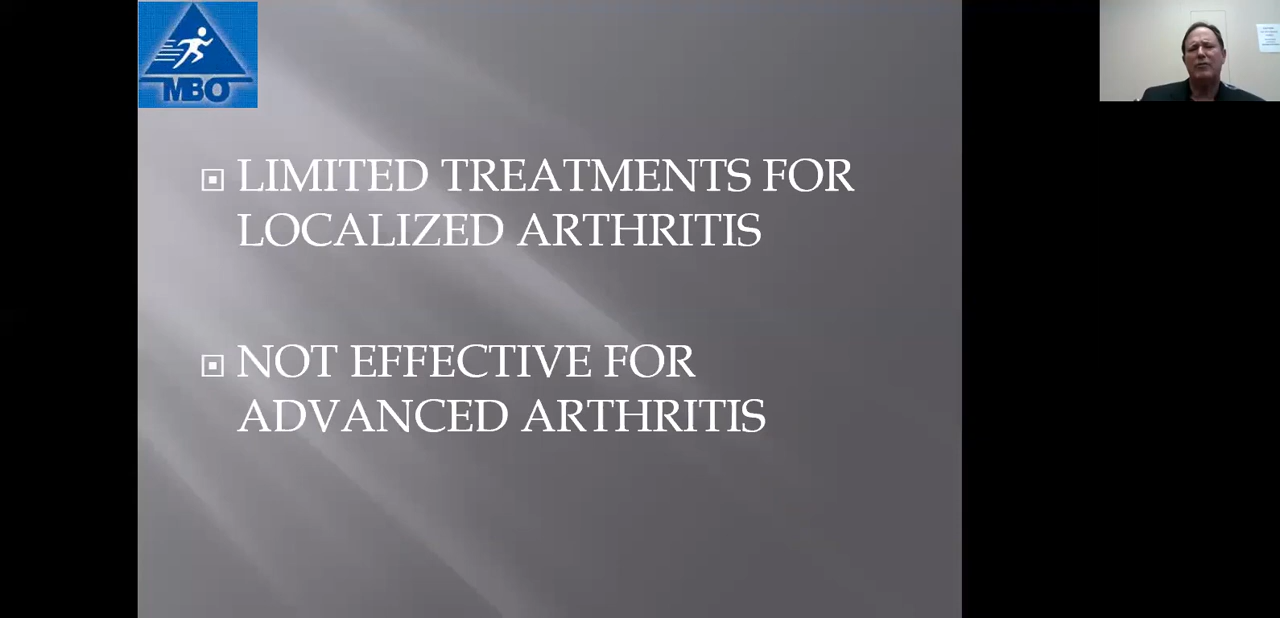 MBO
LIMITED TREATMENTS FOR
LOCALIZED ARTHRITIS
NOT EFFECTIVE FOR
ADVANCED ARTHRITIS